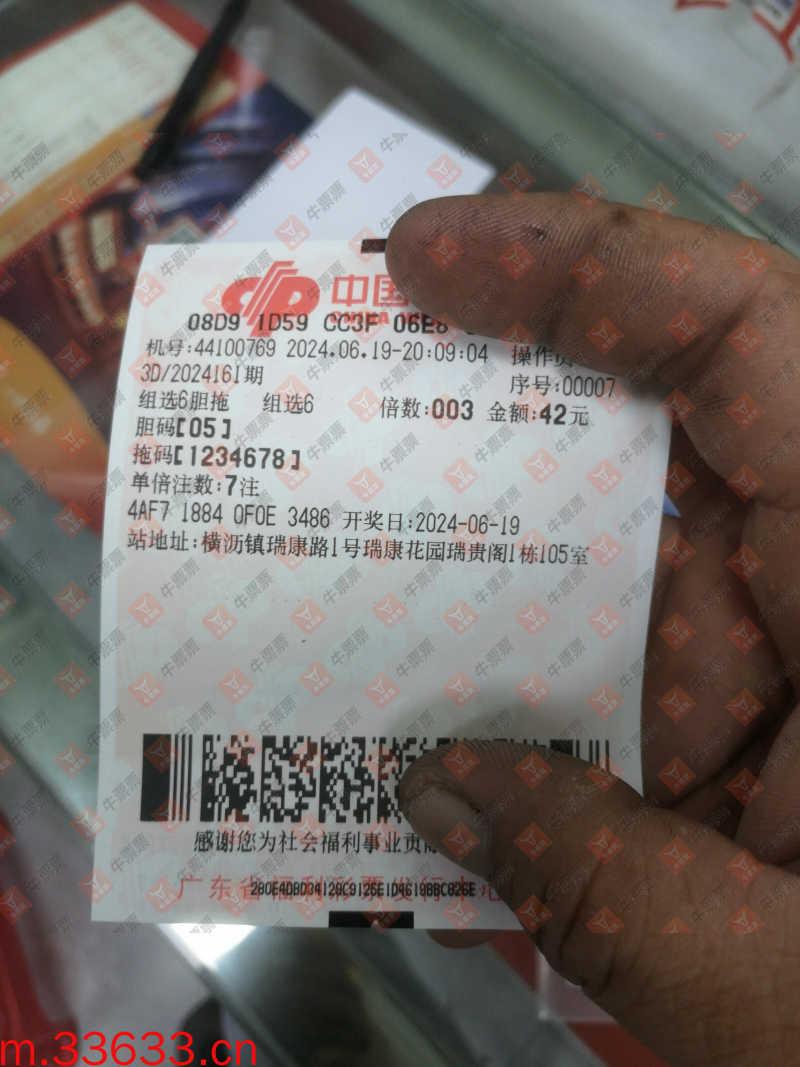 中国
CHINA
08D9 1D59 CC3F 06E8
机号:44100769 2024.06.19-20:09:04 操作员
3D/2024161期 序号:00007
组选6胆拖 组选6 倍数:003 金额:42元
胆码[05]
拖码[1234678]
单倍注数:7注
4AF7 1884 0F0E 3486 开奖日:2024-06-19
站地址:横沥镇瑞康路1号瑞康花园瑞贵阁1栋105室
感谢您为社会福利事业贡献
广东省福利彩票发行中心
牛票票
m.33633.cn